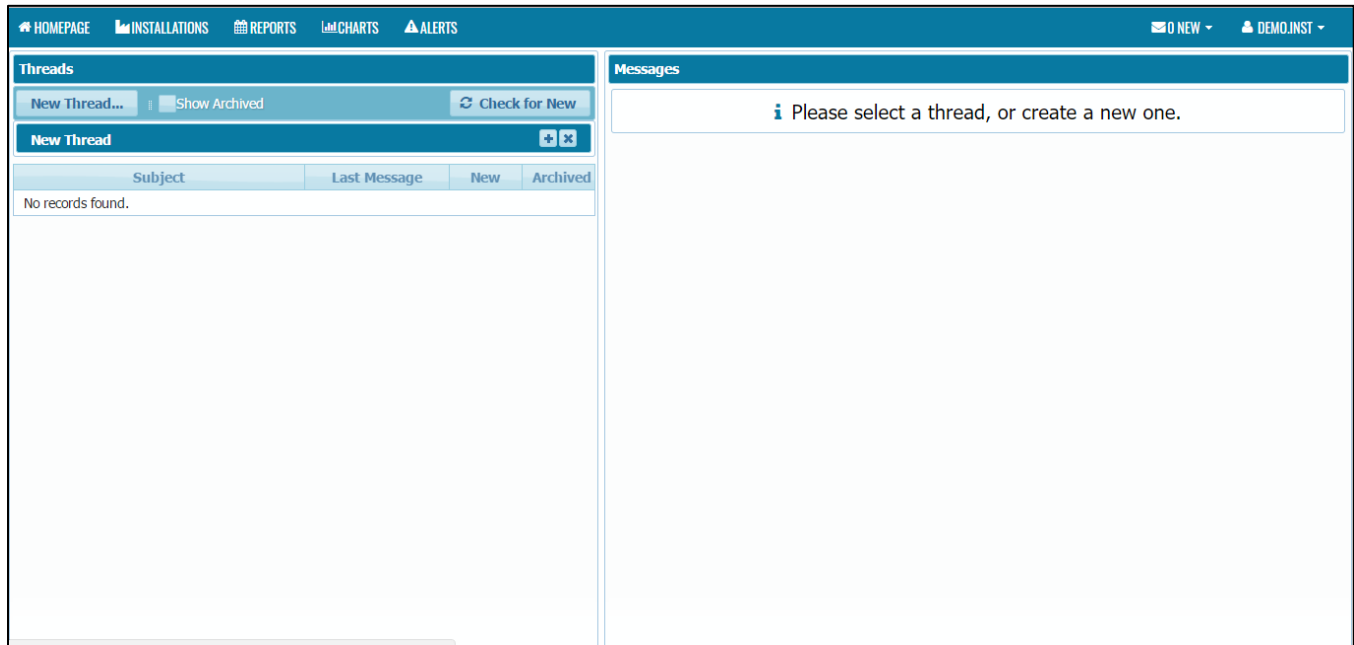 HOMEPAGE INSTALLATIONS REPORTS CHARTS ALERTS 0 NEW DEMO.INST
Threads
New Thread... Show Archived Check for New
New Thread
Subject Last Message New Archived
No records found.
Messages
Please select a thread, or create a new one.